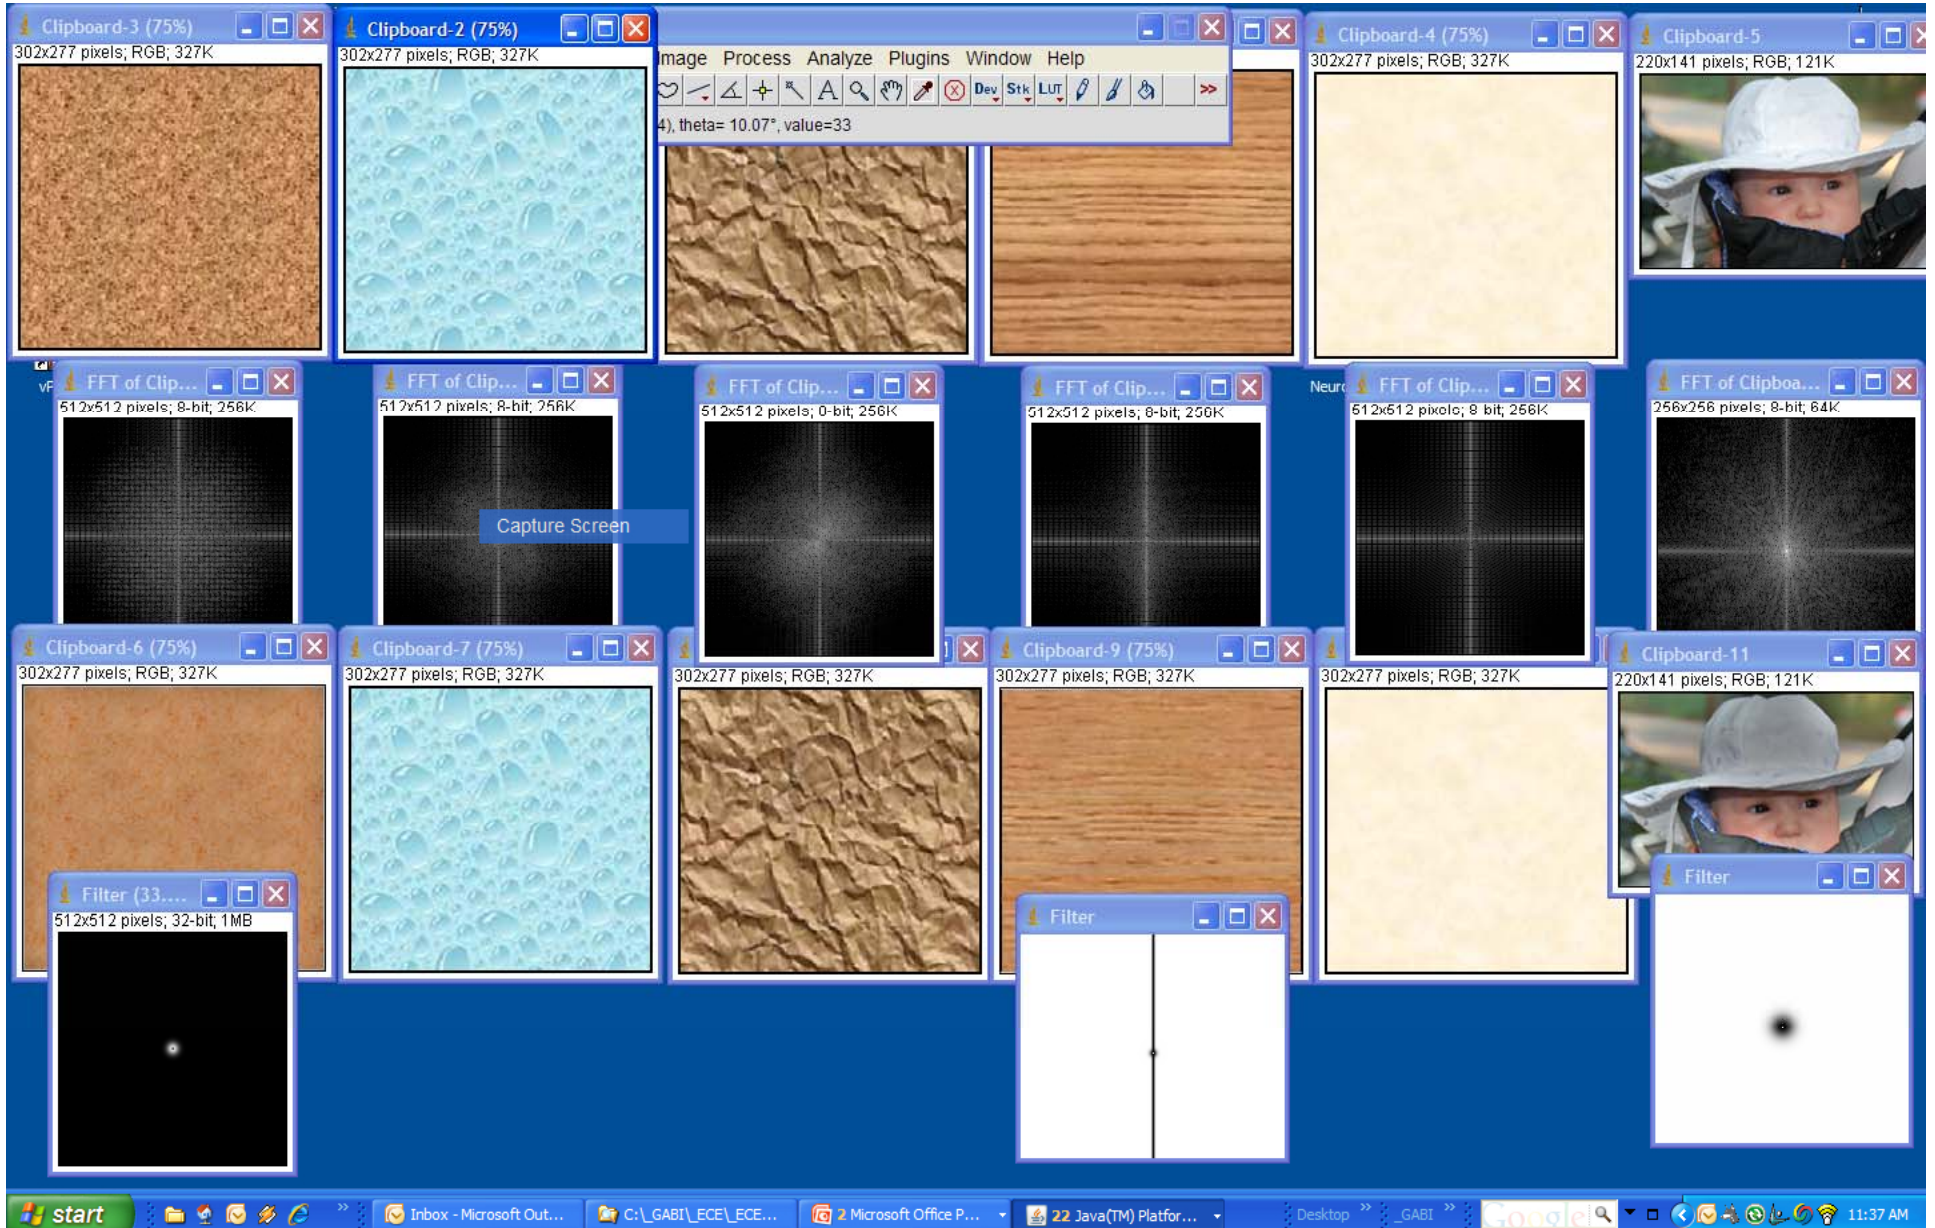 Clipboard-3 (75%)
302x277 pixels; RGB; 327K
Clipboard-2 (75%)
302x277 pixels; RGB; 327K
Image Process Analyze Plugins Window Help
A Dev Stk LUT >>
4), theta= 10.07°, value=33
Clipboard-4 (75%)
302x277 pixels; RGB; 327K
Clipboard-5
220x141 pixels; RGB; 121K
FFT of Clip...
512x512 pixels; 8-bit; 256K
FFT of Clip...
512x512 pixels; 8-bit; 256K
FFT of Clip...
512x512 pixels; 8-bit; 256K
FFT of Clip...
512x512 pixels; 8-bit; 256K
Neuro
FFT of Clip...
512x512 pixels; 8-bit; 256K
FFT of Clipboa...
256x256 pixels; 8-bit; 64K
Capture Screen
Clipboard-6 (75%)
302x277 pixels; RGB; 327K
Clipboard-7 (75%)
302x277 pixels; RGB; 327K
302x277 pixels; RGB; 327K
Clipboard-9 (75%)
302x277 pixels; RGB; 327K
302x277 pixels; RGB; 327K
Clipboard-11
220x141 pixels; RGB; 121K
Filter (33....
512x512 pixels; 32-bit; 1MB
Filter
Filter
start
Inbox - Microsoft Out...
C:\_GABI\_ECE\_ECE...
2 Microsoft Office P...
22 Java(TM) Platfor...
Desktop »
_GABI »
Google
11:37 AM